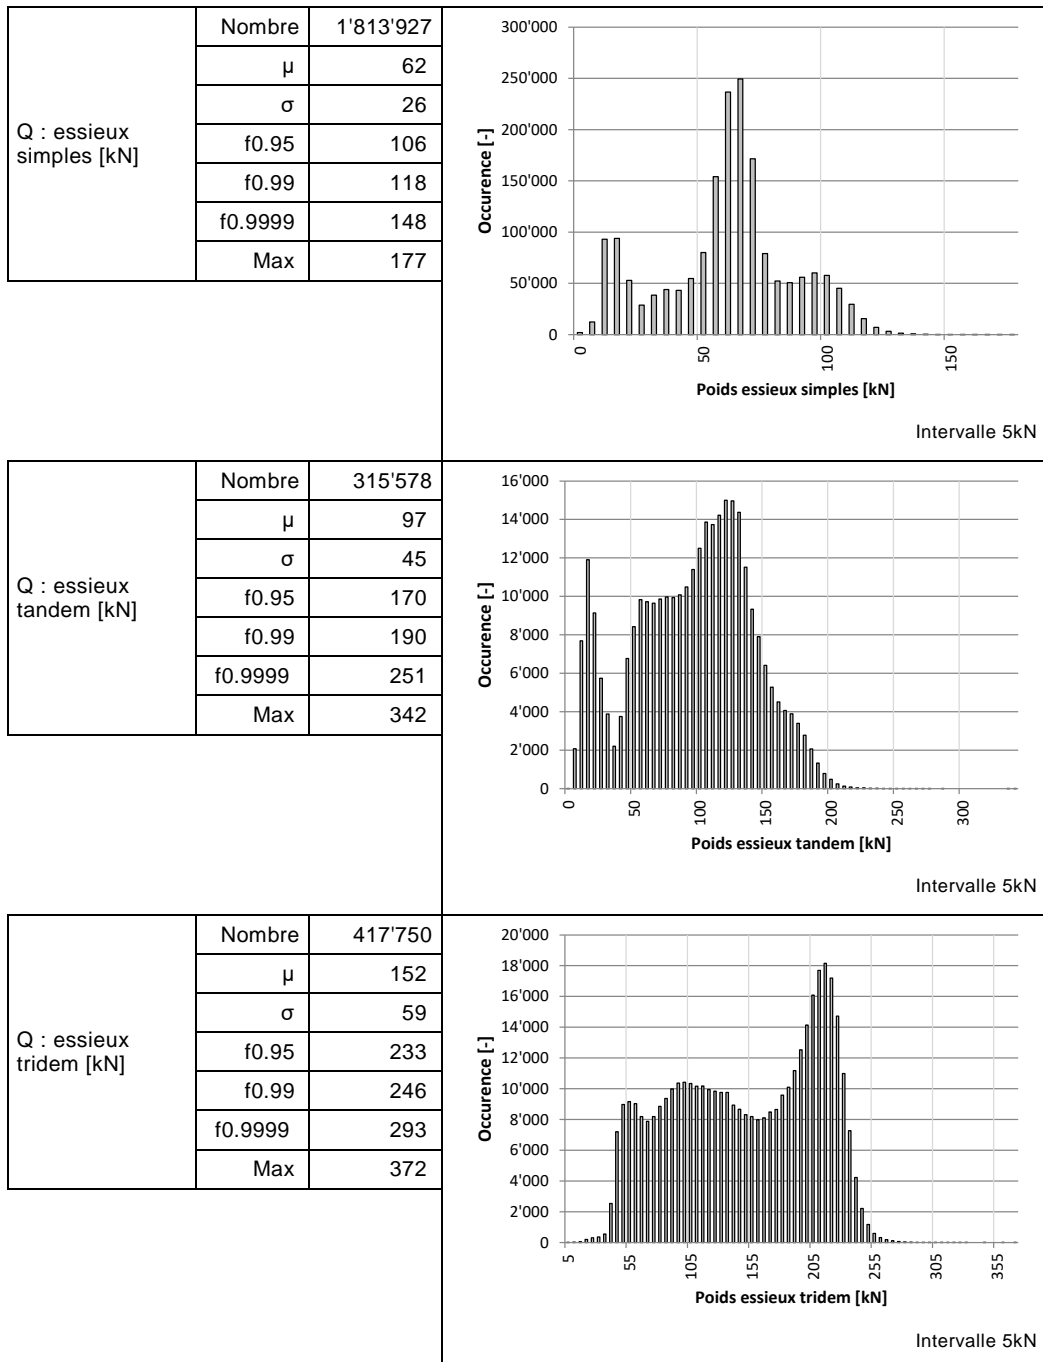 Q : essieux
simples [kN]
Nombre 1'813'927
µ 62
σ 26
f0.95 106
f0.99 118
f0.9999 148
Max 177
Occurence [-]
300'000
250'000
200'000
150'000
100'000
50'000
0
0 50 100 150
Poids essieux simples [kN]
Intervalle 5kN
Q : essieux
tandem [kN]
Nombre 315'578
µ 97
σ 45
f0.95 170
f0.99 190
f0.9999 251
Max 342
Occurence [-]
16'000
14'000
12'000
10'000
8'000
6'000
4'000
2'000
0
0 50 100 150 200 250 300
Poids essieux tandem [kN]
Intervalle 5kN
Q : essieux
tridem [kN]
Nombre 417'750
µ 152
σ 59
f0.95 233
f0.99 246
f0.9999 293
Max 372
Occurence [-]
20'000
18'000
16'000
14'000
12'000
10'000
8'000
6'000
4'000
2'000
0
5 55 105 155 205 255 305 355
Poids essieux tridem [kN]
Intervalle 5kN